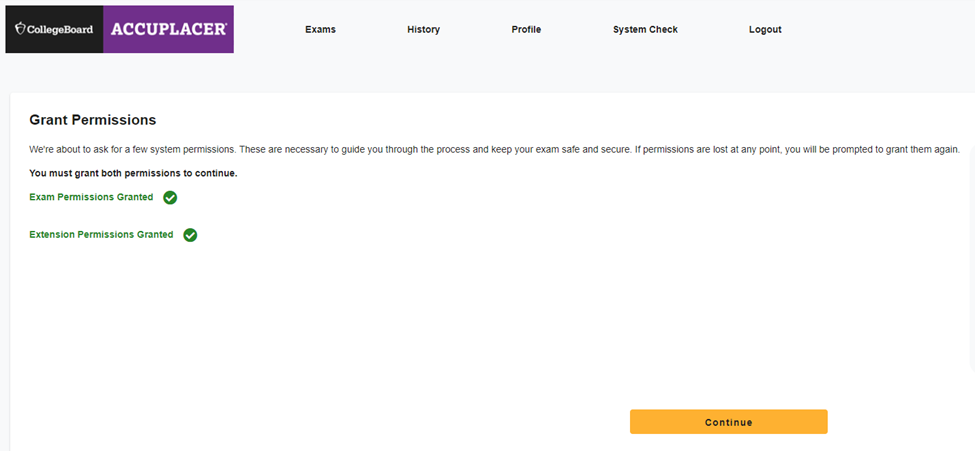 CollegeBoard ACCUPLACER
Exams History Profile System Check Logout
Grant Permissions
We're about to ask for a few system permissions. These are necessary to guide you through the process and keep your exam safe and secure. If permissions are lost at any point, you will be prompted to grant them again.
You must grant both permissions to continue.
Exam Permissions Granted
Extension Permissions Granted
Continue